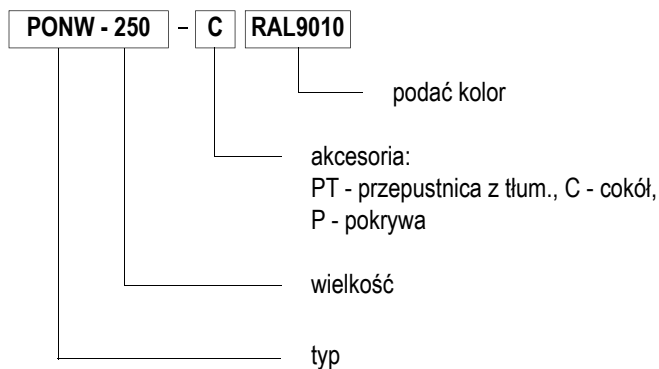 PONW - 250 - C RAL9010
podać kolor
akcesoria:
PT - przepustnica z tłum., C - cokół,
P - pokrywa
wielkość
typ